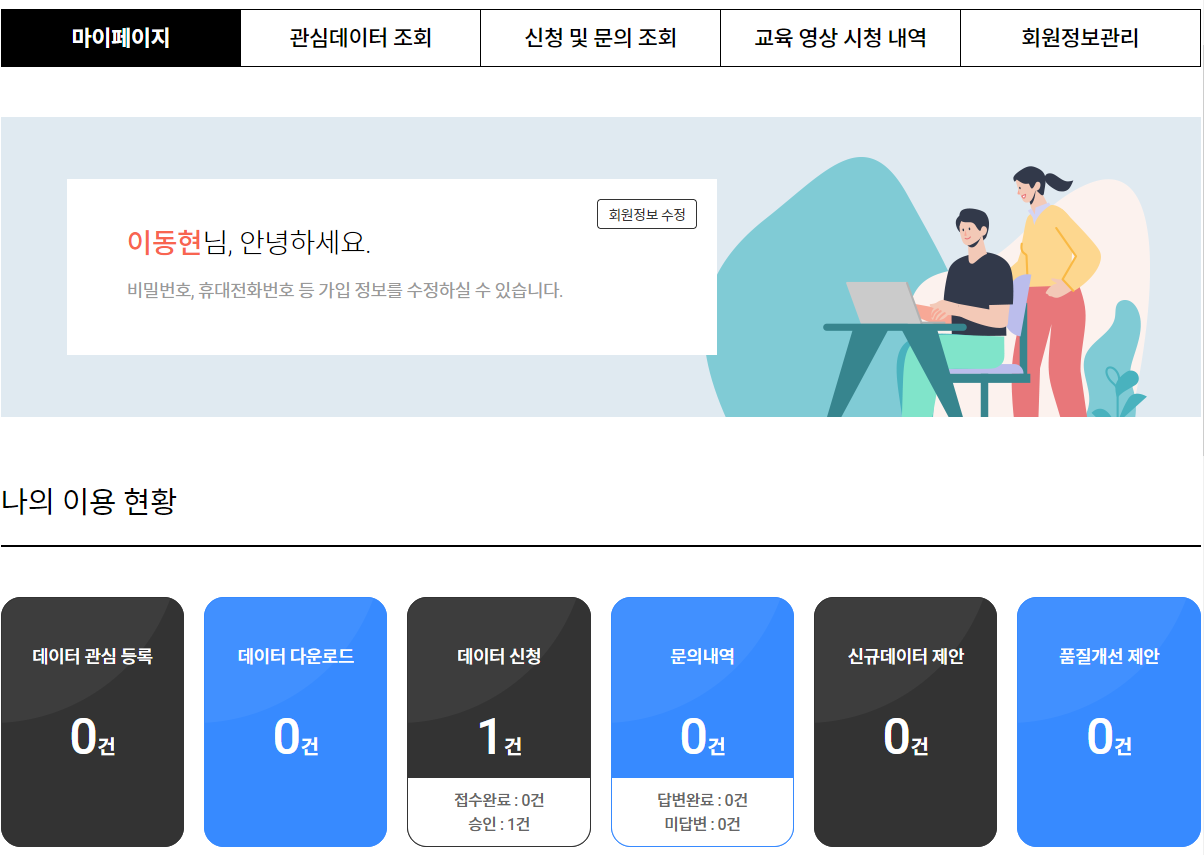 마이페이지
관심데이터 조회
신청 및 문의 조회
교육 영상 시청 내역
회원정보관리
회원정보 수정
이동현님, 안녕하세요.
비밀번호, 휴대전화번호 등 가입 정보를 수정하실 수 있습니다.
나의 이용 현황
데이터 관심 등록
0건
데이터 다운로드
0건
데이터 신청
1건
접수완료 : 0건
승인 : 1건
문의내역
0건
답변완료 : 0건
미답변 : 0건
신규데이터 제안
0건
품질개선 제안
0건